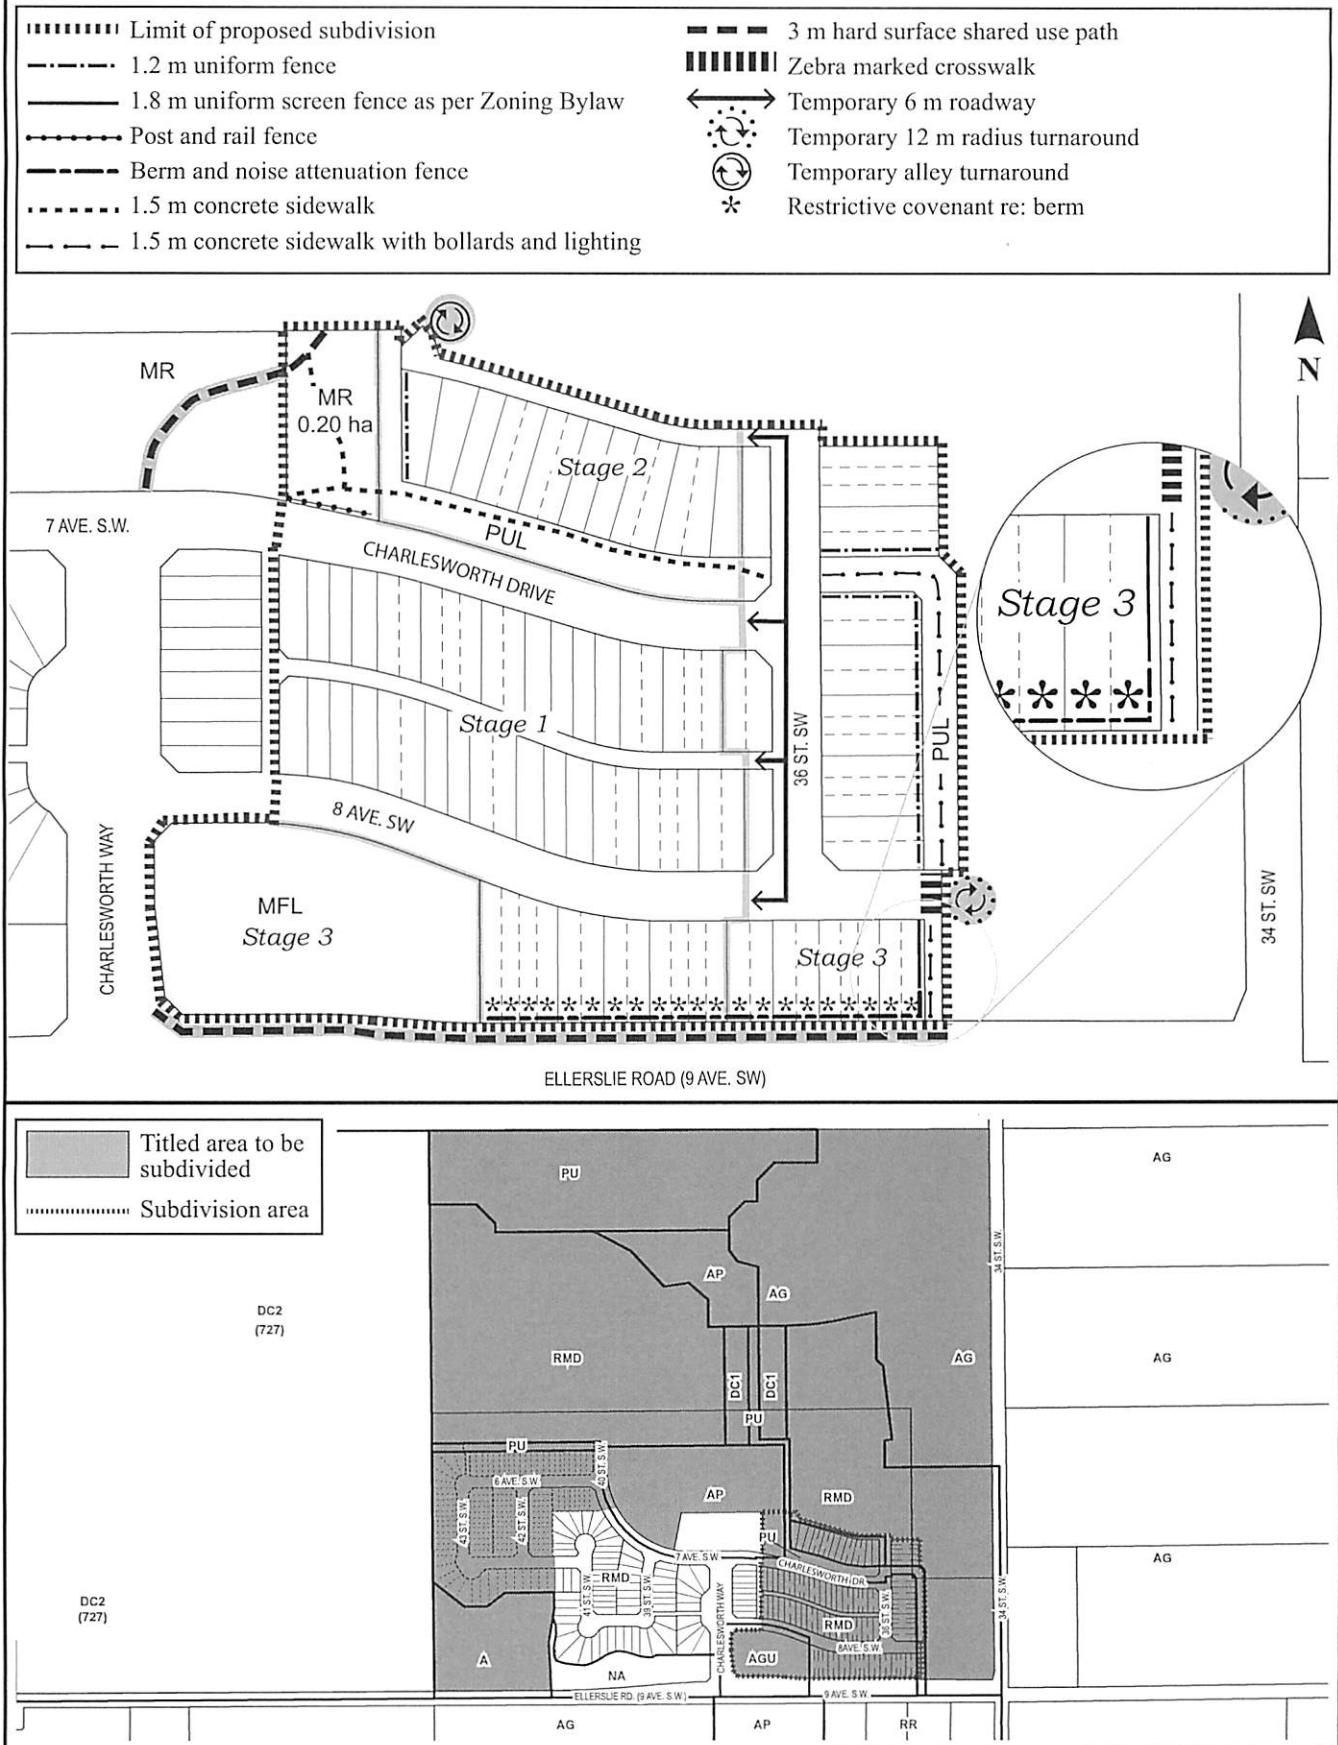 Limit of proposed subdivision
1.2 m uniform fence
1.8 m uniform screen fence as per Zoning Bylaw
Post and rail fence
Berm and noise attenuation fence
1.5 m concrete sidewalk
1.5 m concrete sidewalk with bollards and lighting
3 m hard surface shared use path
Zebra marked crosswalk
Temporary 6 m roadway
Temporary 12 m radius turnaround
Temporary alley turnaround
Restrictive covenant re: berm
N
MR
MR
0.20 ha
Stage 2
7 AVE. S.W.
PUL
CHARLESWORTH DRIVE
Stage 3
Stage 1
36 ST. SW
PUL
8 AVE. SW
CHARLESWORTH WAY
MFL
Stage 3
Stage 3
34 ST. SW
ELLERSLIE ROAD (9 AVE. SW)
Titled area to be
subdivided
Subdivision area
PU
AG
34 ST. S.W.
AP
AG
DC2
(727)
RMD
AG
AG
DC1
DC1
PU
PU
6 AVE. S.W.
40 ST. S.W.
AP
RMD
43 ST. S.W.
42 ST. S.W.
PU
7 AVE. S.W.
CHARLESWORTH DR.
AG
RMD
41 ST. S.W.
39 ST. S.W.
CHARLESWORTH WAY
36 ST. S.W.
34 ST. S.W.
DC2
(727)
RMD
8AVE. S.W.
A
AGU
NA
ELLERSLIE RD. (9 AVE. S.W.)
9 AVE. S.W.
AG
AP
RR